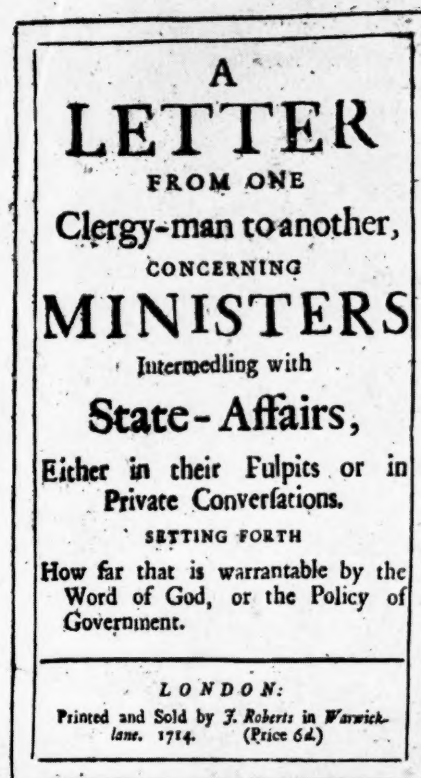 A
LETTER
FROM ONE
Clergy-man to another,
CONCERNING
MINISTERS
Intermedling with
State-Affairs,
Either in their Pulpits or in
Private Converſations.
SETTING FORTH
How far that is warrantable by the
Word of God, or the Policy of
Government.
LONDON:
Printed and Sold by J. Roberts in Warwick-
lane. 1714. (Price 6d.)